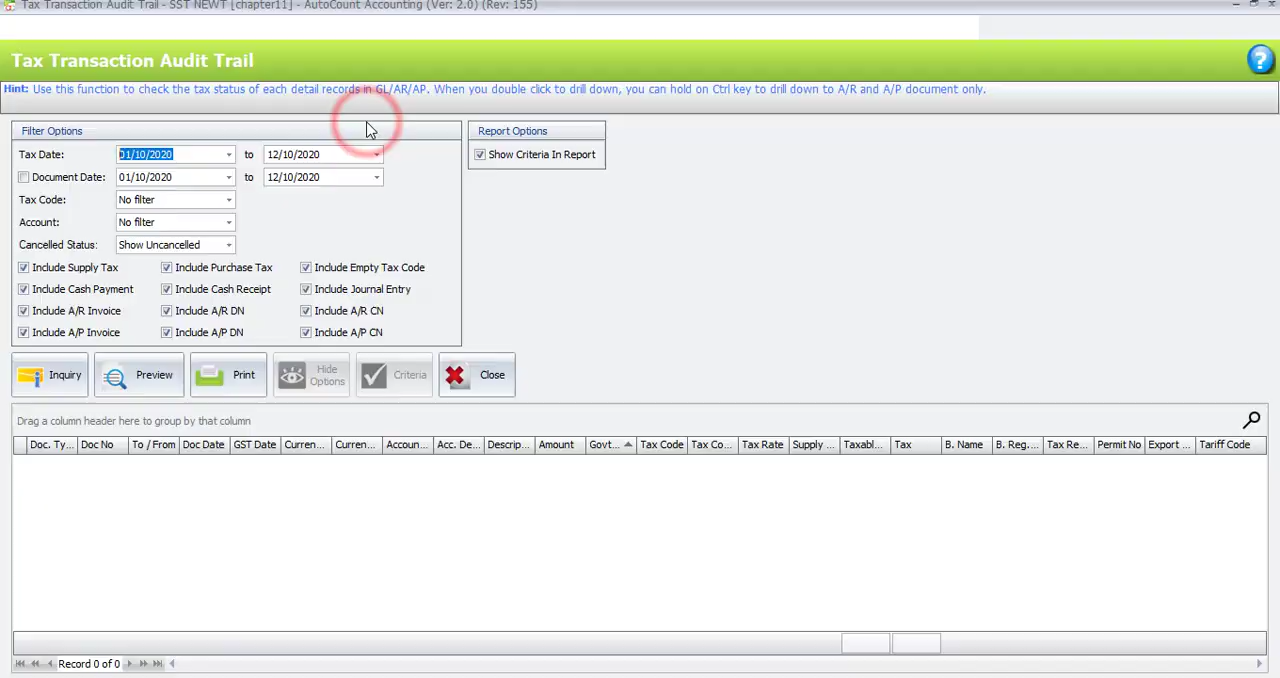 Tax Transaction Audit Trail - SST NEWT [chapter11] - AutoCount Accounting (Ver: 2.0) (Rev: 155)
Tax Transaction Audit Trail
Hint: Use this function to check the tax status of each detail records in GL/AR/AP. When you double click to drill down, you can hold on Ctrl key to drill down to A/R and A/P document only.
Filter Options
Report Options
Tax Date: 01/10/2020 to 12/10/2020
Show Criteria In Report
Document Date: 01/10/2020 to 12/10/2020
Tax Code: No filter
Account: No filter
Cancelled Status: Show Uncancelled
Include Supply Tax Include Purchase Tax Include Empty Tax Code
Include Cash Payment Include Cash Receipt Include Journal Entry
Include A/R Invoice Include A/R DN Include A/R CN
Include A/P Invoice Include A/P DN Include A/P CN
Inquiry Preview Print Hide Options Criteria Close
Drag a column header here to group by that column
Doc. Ty... Doc No To / From Doc Date GST Date Curren... Curren... Accoun... Acc. De... Descrip... Amount Govt... Tax Code Tax Co... Tax Rate Supply ... Taxabl... Tax B. Name B. Reg.... Tax Re... Permit No Export ... Tariff Code
Record 0 of 0